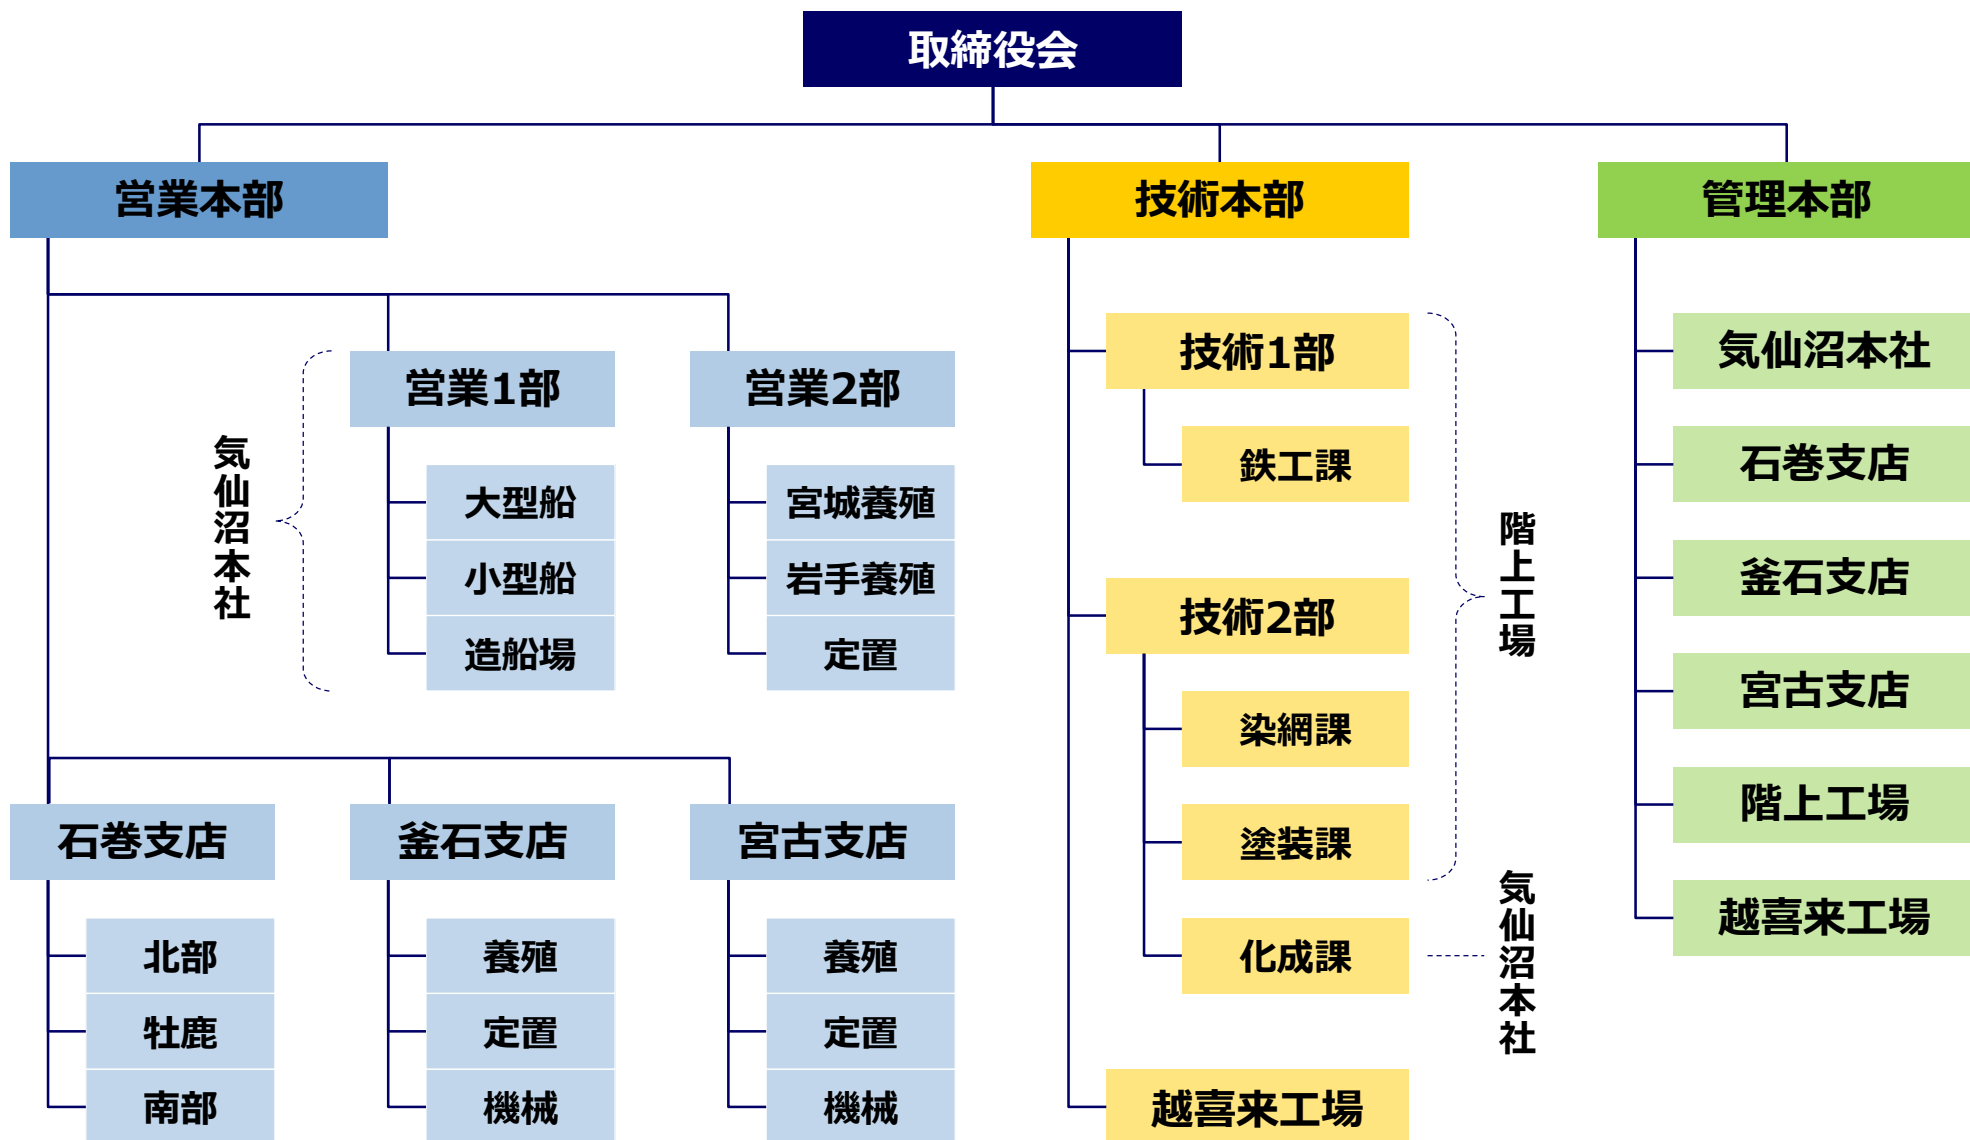 取締役会
営業本部
気仙沼本社
営業1部
大型船
小型船
造船場
営業2部
宮城養殖
岩手養殖
定置
石巻支店
北部
牡鹿
南部
釜石支店
養殖
定置
機械
宮古支店
養殖
定置
機械
技術本部
技術1部
鉄工課
技術2部
染網課
塗装課
化成課
階上工場
気仙沼本社
越喜来工場
管理本部
気仙沼本社
石巻支店
釜石支店
宮古支店
階上工場
越喜来工場